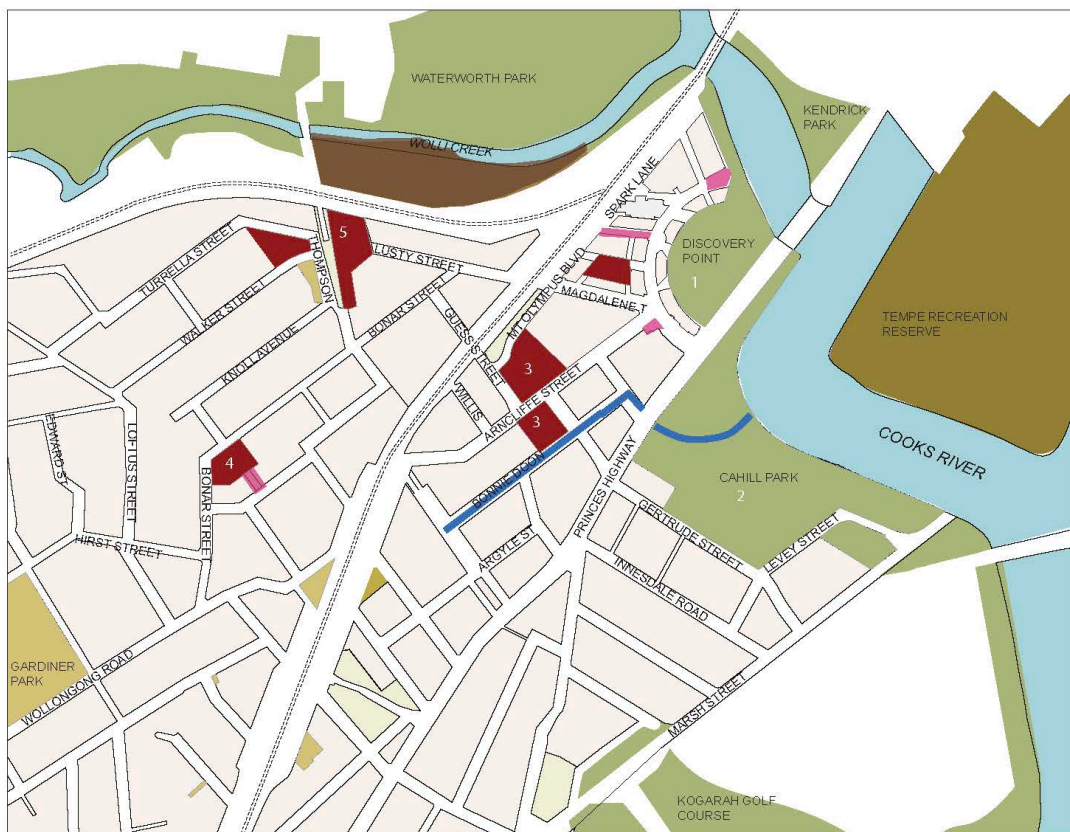 WATERWORTH PARK
KENDRICK
PARK
WOLLI CREEK
SPARK LANE
5
LUSTY STREET
THOMPSON
TURRELLA STREET
WALKER STREET
KNOLL AVENUE
BONAR STREET
GUESS STREET
MT OLYMPUS BLVD
MAGDALENE T
DISCOVERY
POINT
1
TEMPE RECREATION
RESERVE
3
WILLIS
ARNCLIFFE STREET
3
BONNIE DOON
PRINCES HIGHWAY
COOKS RIVER
CAHILL PARK
2
EDWARD ST
LOFTUS STREET
4
BONAR STREET
HIRST STREET
ARGYLE ST
GERTRUDE STREET
LEVEY STREET
INNESDALE ROAD
GARDINER
PARK
WOLLONGONG ROAD
MARSH STREET
KOGARAH GOLF
COURSE